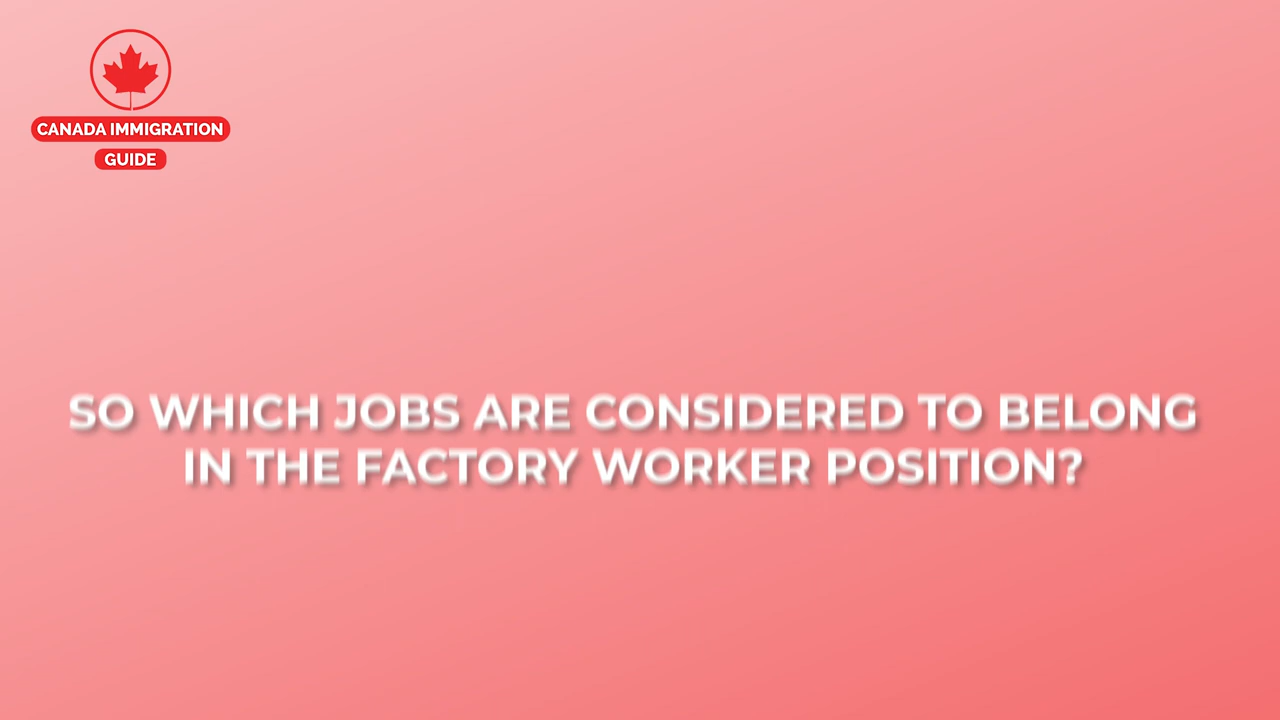 CANADA IMMIGRATION
GUIDE
SO WHICH JOBS ARE CONSIDERED TO BELONG
IN THE FACTORY WORKER POSITION?